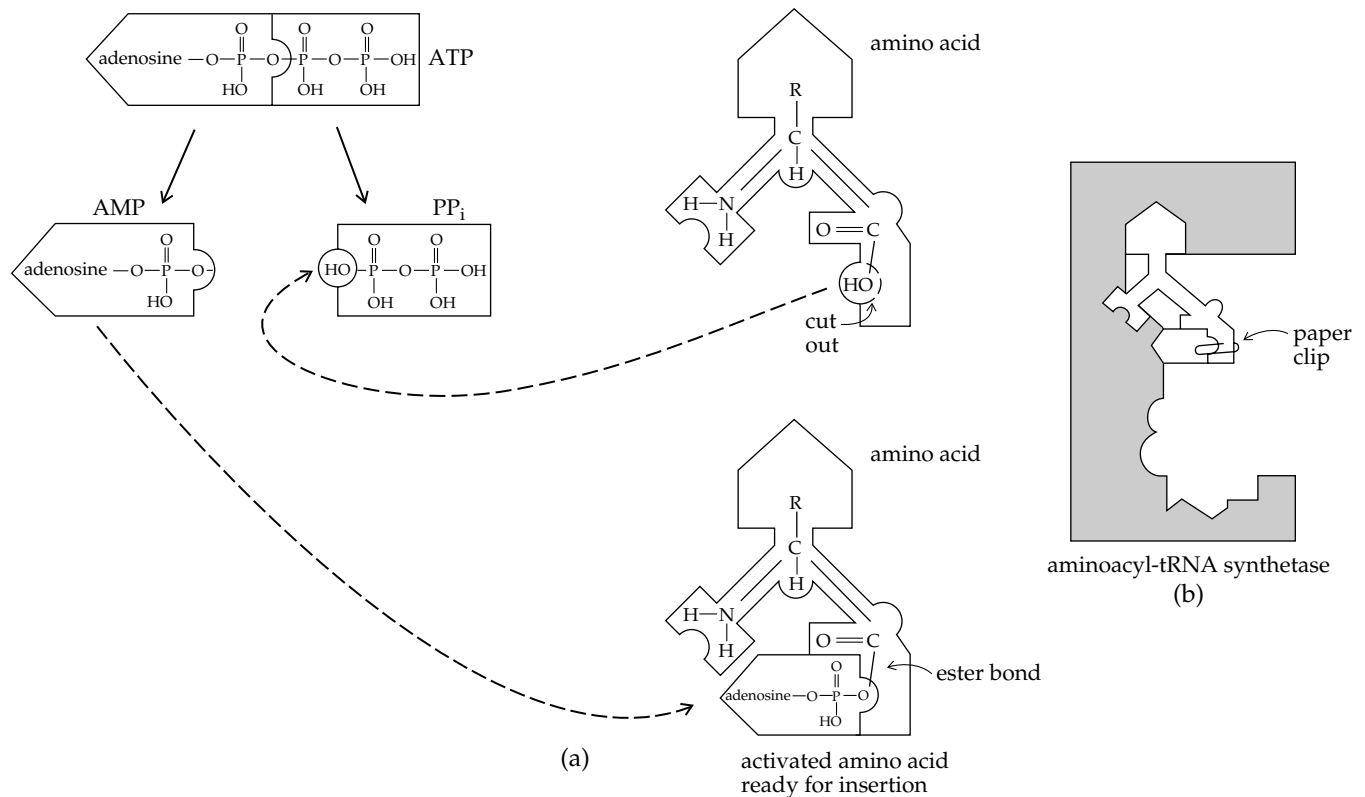 adenosine —O—P—O—P—O—P—OH ATP
O O O
HO OH OH
AMP
adenosine —O—P—O—
O
HO
PPi
HO P—O—P—OH
O O
OH OH
amino acid
R
C
H
H—N
H
O=C
HO
cut
out
paper
clip
aminoacyl-tRNA synthetase
(b)
amino acid
R
C
H
H—N
H
O=C
ester bond
adenosine—O—P—O
O
HO
(a)
activated amino acid
ready for insertion